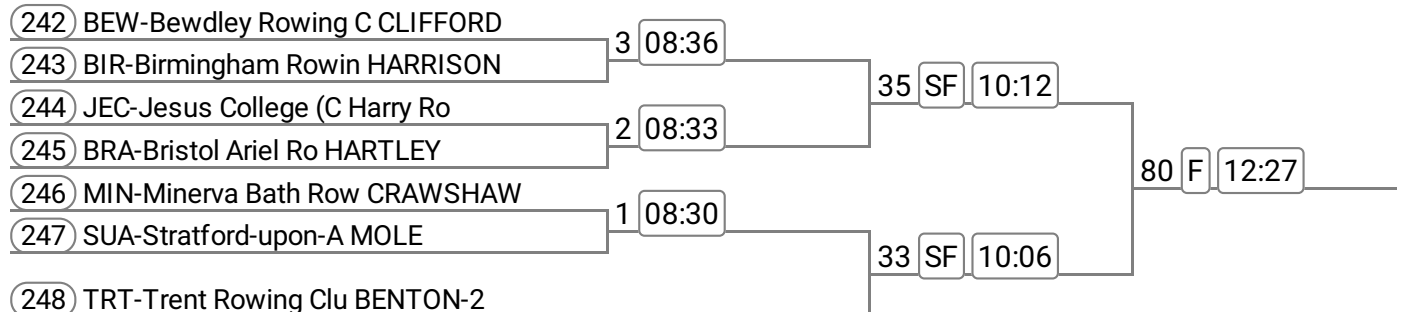 242 BEW-Bewdley Rowing C CLIFFORD
3 08:36
243 BIR-Birmingham Rowin HARRISON
35 SF 10:12
244 JEC-Jesus College (C Harry Ro
2 08:33
245 BRA-Bristol Ariel Ro HARTLEY
80 F 12:27
246 MIN-Minerva Bath Row CRAWSHAW
1 08:30
247 SUA-Stratford-upon-A MOLE
33 SF 10:06
248 TRT-Trent Rowing Clu BENTON-2